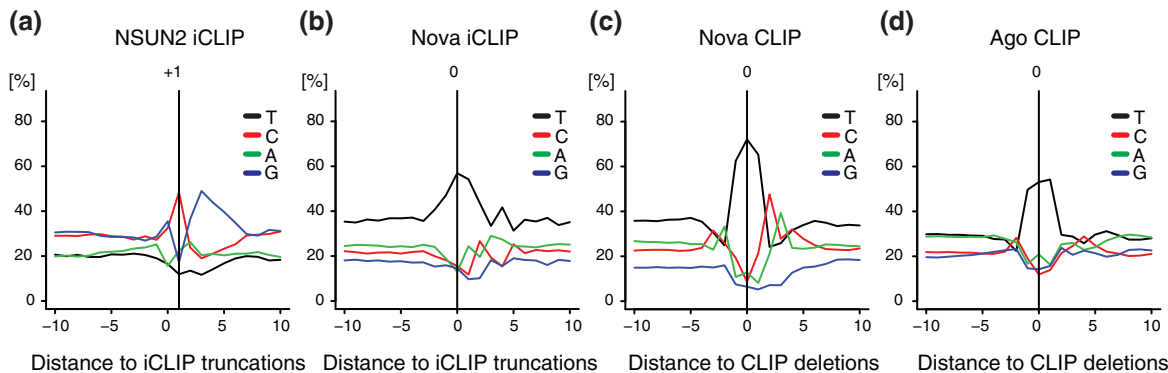 (a)
NSUN2 iCLIP
+1
[%]
80
60
40
20
0
T
C
A
G
−10
−5
0
5
10
Distance to iCLIP truncations
(b)
Nova iCLIP
0
[%]
80
60
40
20
0
T
C
A
G
−10
−5
0
5
10
Distance to iCLIP truncations
(c)
Nova CLIP
0
[%]
80
60
40
20
0
T
C
A
G
−10
−5
0
5
10
Distance to CLIP deletions
(d)
Ago CLIP
0
[%]
80
60
40
20
0
T
C
A
G
−10
−5
0
5
10
Distance to CLIP deletions